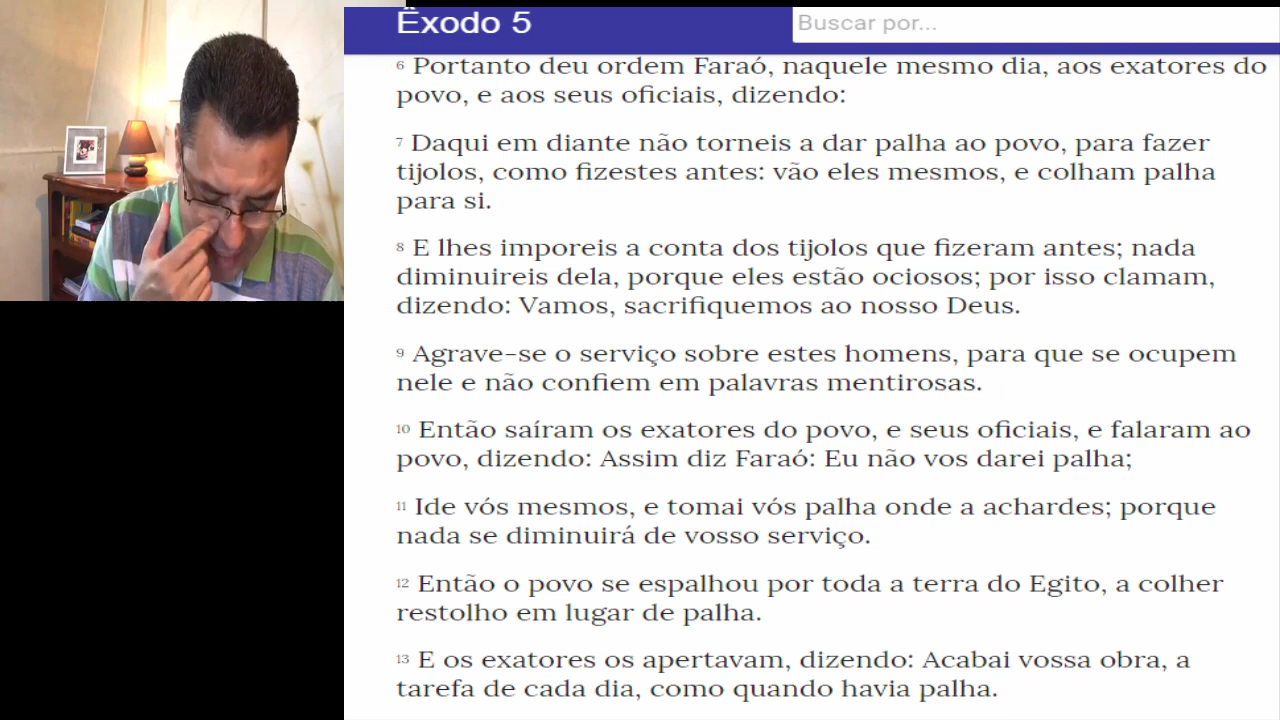 Êxodo 5
Buscar por...
6 Portanto deu ordem Faraó, naquele mesmo dia, aos exatores do
povo, e aos seus oficiais, dizendo:
7 Daqui em diante não torneis a dar palha ao povo, para fazer
tijolos, como fizestes antes: vão eles mesmos, e colham palha
para si.
8 E lhes imporeis a conta dos tijolos que fizeram antes; nada
diminuireis dela, porque eles estão ociosos; por isso clamam,
dizendo: Vamos, sacrifiquemos ao nosso Deus.
9 Agrave-se o serviço sobre estes homens, para que se ocupem
nele e não confiem em palavras mentirosas.
10 Então saíram os exatores do povo, e seus oficiais, e falaram ao
povo, dizendo: Assim diz Faraó: Eu não vos darei palha;
11 Ide vós mesmos, e tomai vós palha onde a achardes; porque
nada se diminuirá de vosso serviço.
12 Então o povo se espalhou por toda a terra do Egito, a colher
restolho em lugar de palha.
13 E os exatores os apertavam, dizendo: Acabai vossa obra, a
tarefa de cada dia, como quando havia palha.